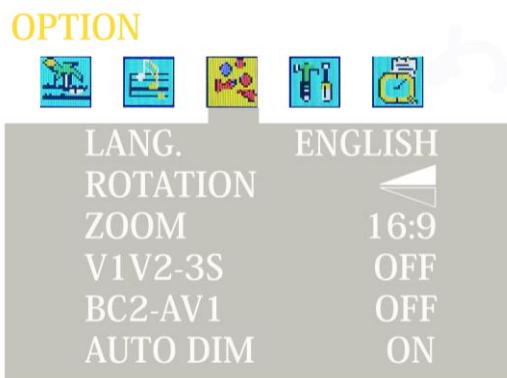 OPTION
LANG. ENGLISH
ROTATION
ZOOM 16:9
V1V2-3S OFF
BC2-AV1 OFF
AUTO DIM ON